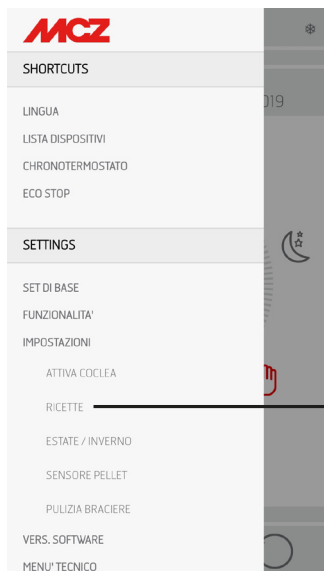 MCZ
SHORTCUTS
019
LINGUA
LISTA DISPOSITIVI
CHRONOTERMOSTATO
ECO STOP
SETTINGS
SET DI BASE
FUNZIONALITA'
IMPOSTAZIONI
ATTIVA COCLEA
RICETTE
ESTATE / INVERNO
SENSORE PELLET
PULIZIA BRACIERE
VERS. SOFTWARE
MENU' TECNICO